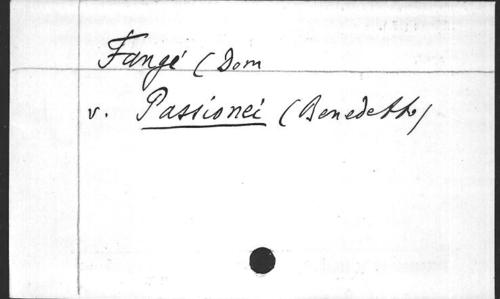 Fangé (Dom
v. Passionei (Benedetto)